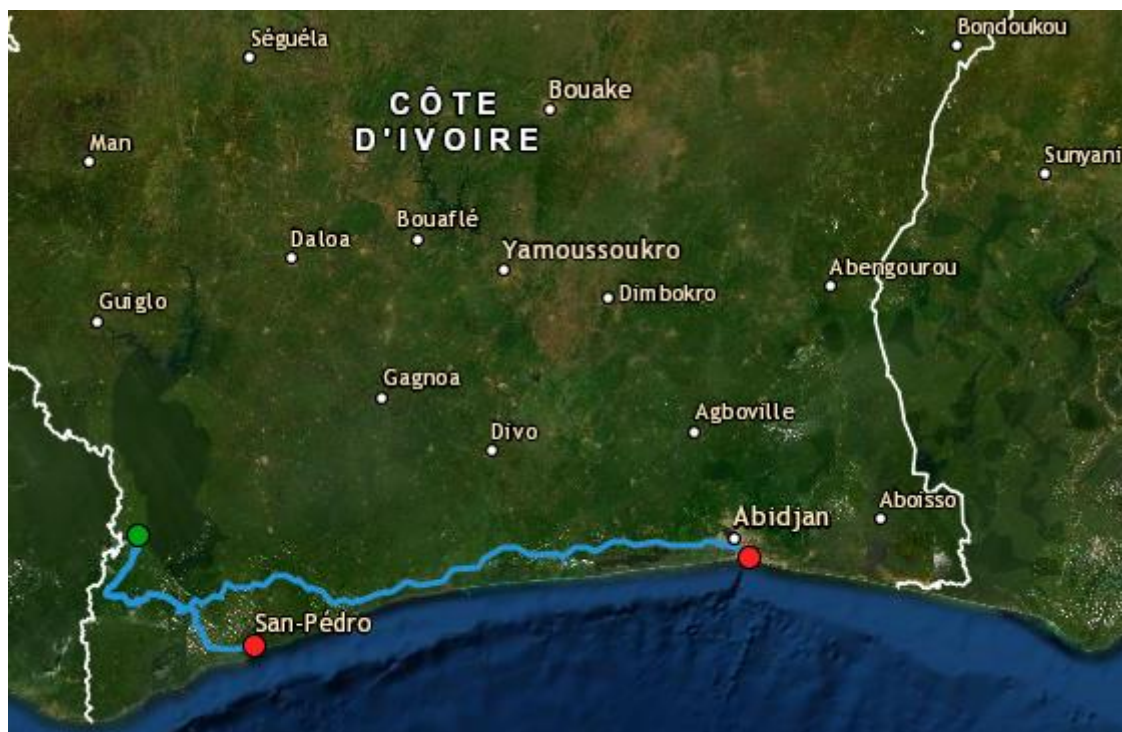 Bondoukou
Séguéla
Bouake
CÔTE
D'IVOIRE
Man
Sunyani
Bouaflé
Daloa
Yamoussoukro
Abengourou
Guiglo
Dimbokro
Gagnoa
Agboville
Divo
Aboisso
Abidjan
San-Pédro